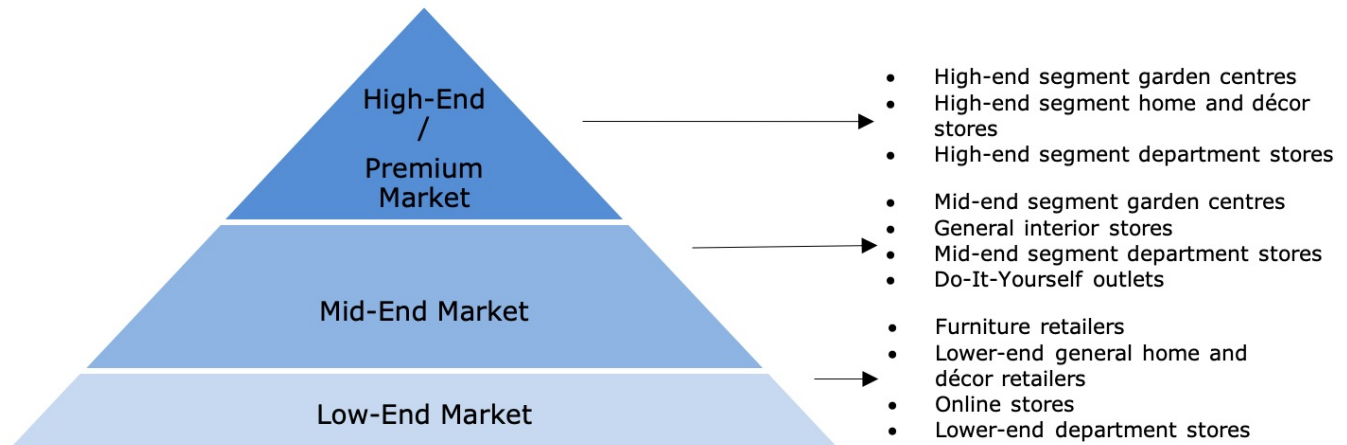 High-End
/
Premium
Market
• High-end segment garden centres
• High-end segment home and décor
stores
• High-end segment department stores
Mid-End Market
• Mid-end segment garden centres
• General interior stores
• Mid-end segment department stores
• Do-It-Yourself outlets
Low-End Market
• Furniture retailers
• Lower-end general home and
décor retailers
• Online stores
• Lower-end department stores